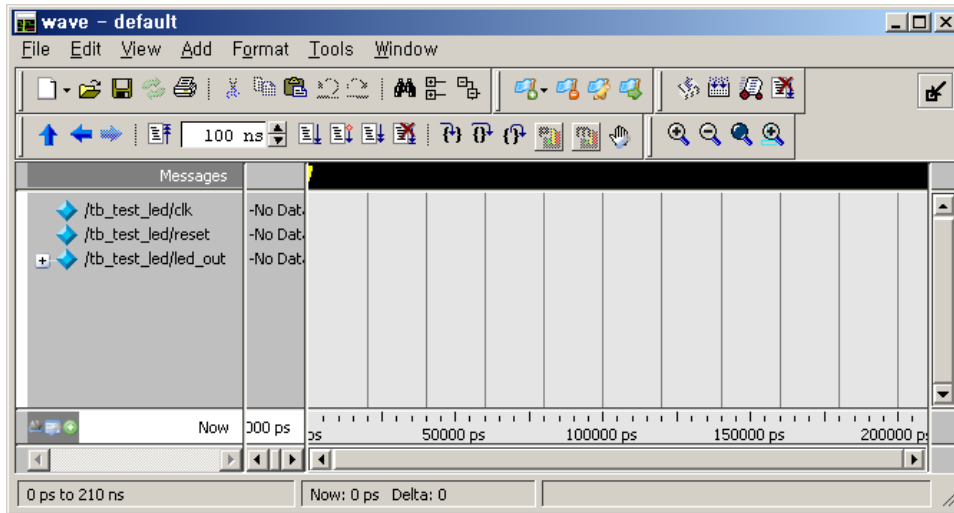 wave – default
File Edit View Add Format Tools Window
100 ns
Messages
/tb_test_led/clk -No Dat
/tb_test_led/reset -No Dat
/tb_test_led/led_out -No Dat
Now 000 ps
ps 50000 ps 100000 ps 150000 ps 200000 p
0 ps to 210 ns Now: 0 ps Delta: 0